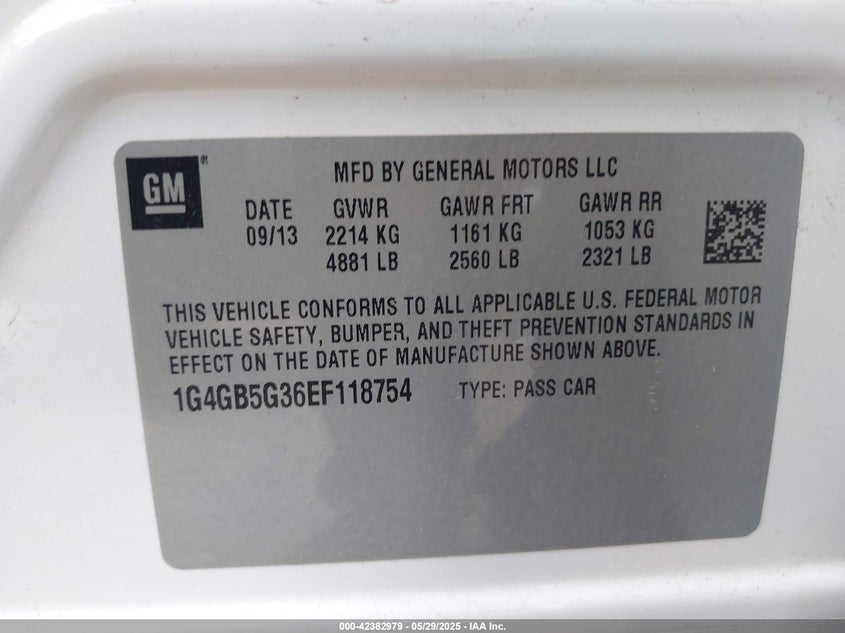 GM ®
MFD BY GENERAL MOTORS LLC
DATE GVWR GAWR FRT GAWR RR
09/13 2214 KG 1161 KG 1053 KG
4881 LB 2560 LB 2321 LB
THIS VEHICLE CONFORMS TO ALL APPLICABLE U.S. FEDERAL MOTOR
VEHICLE SAFETY, BUMPER, AND THEFT PREVENTION STANDARDS IN
EFFECT ON THE DATE OF MANUFACTURE SHOWN ABOVE.
1G4GB5G36EF118754 TYPE: PASS CAR
000-42382979 - 05/29/2025 - IAA Inc.